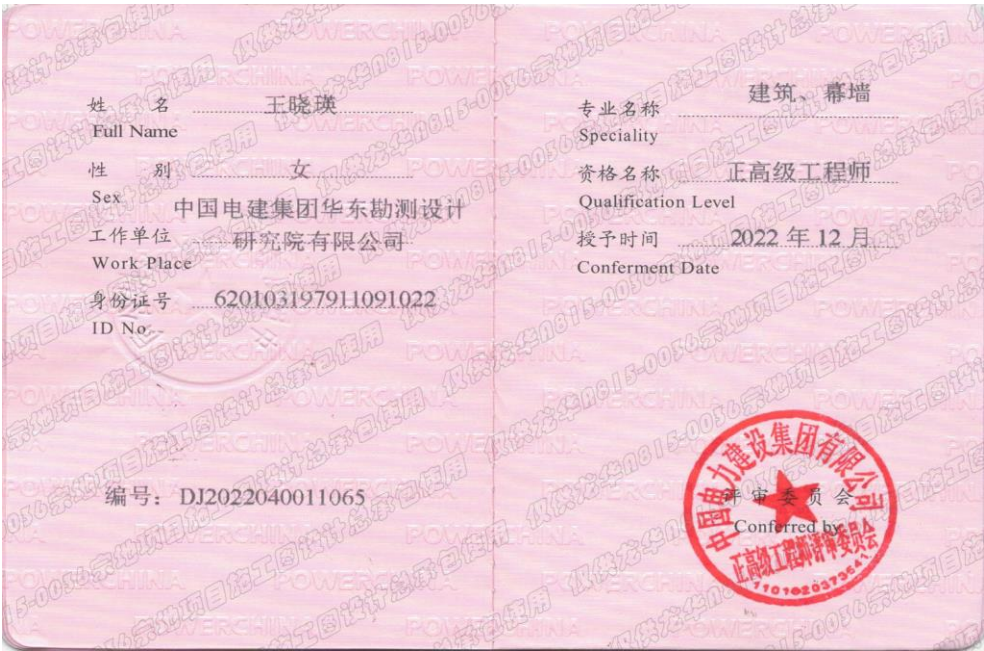 姓 名 王晓瑛
Full Name
性 别 女
Sex
中国电建集团华东勘测设计
工作单位 研究院有限公司
Work Place
身份证号 620103197911091022
ID No.
编号：DJ2022040011065
专业名称 建筑、幕墙
Speciality
资格名称 正高级工程师
Qualification Level
授予时间 2022 年 12 月
Conferment Date
评审委员会
Conferred by
中国电力建设集团有限公司
正高级工程师评审委员会
1101020373541
POWERCHINA
仅供龙华A815-0036宗地项目施工图设计总承包使用